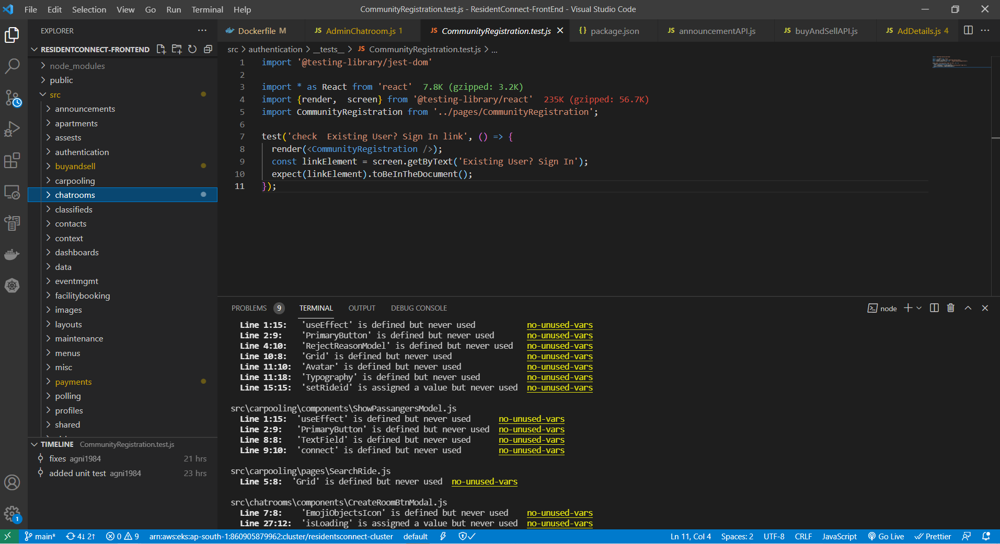 File Edit Selection View Go Run Terminal Help
CommunityRegistration.test.js - ResidentConnect-FrontEnd - Visual Studio Code
EXPLORER
RESIDENTCONNECT-FRONTEND
node_modules
public
src
announcements
apartments
assests
authentication
buyandsell
carpooling
chatrooms
classifieds
contacts
context
dashboards
data
eventmgmt
facilitybooking
images
layouts
maintenance
menus
misc
payments
polling
profiles
shared
TIMELINE CommunityRegistration.test.js
fixes agni1984 21 hrs
added unit test agni1984 23 hrs
Dockerfile M
JS AdminChatroom.js 1
JS CommunityRegistration.test.js
{} package.json
JS announcementAPI.js
JS buyAndSellAPI.js
JS AdDetails.js 4
src > authentication > __tests__ > JS CommunityRegistration.test.js > ...
1 import '@testing-library/jest-dom'
2
3 import * as React from 'react' 7.8K (gzipped: 3.2K)
4 import {render, screen} from '@testing-library/react' 235K (gzipped: 56.7K)
5 import CommunityRegistration from '../pages/CommunityRegistration';
6
7 test('check  Existing User? Sign In link', () => {
8 render(<CommunityRegistration />);
9 const linkElement = screen.getByText('Existing User? Sign In');
10 expect(linkElement).toBeInTheDocument();
11 });
PROBLEMS 9 TERMINAL OUTPUT DEBUG CONSOLE
node
Line 1:15: 'useEffect' is defined but never used no-unused-vars
Line 2:9: 'PrimaryButton' is defined but never used no-unused-vars
Line 4:10: 'RejectReasonModel' is defined but never used no-unused-vars
Line 10:8: 'Grid' is defined but never used no-unused-vars
Line 11:10: 'Avatar' is defined but never used no-unused-vars
Line 11:18: 'Typography' is defined but never used no-unused-vars
Line 15:15: 'setRideid' is assigned a value but never used no-unused-vars
src\carpooling\components\ShowPassangersModel.js
Line 1:15: 'useEffect' is defined but never used no-unused-vars
Line 2:9: 'PrimaryButton' is defined but never used no-unused-vars
Line 8:8: 'TextField' is defined but never used no-unused-vars
Line 9:10: 'connect' is defined but never used no-unused-vars
src\carpooling\pages\SearchRide.js
Line 5:8: 'Grid' is defined but never used no-unused-vars
src\chatrooms\components\CreateRoomBtnModal.js
Line 7:8: 'EmojiObjectsIcon' is defined but never used no-unused-vars
Line 27:12: 'isLoading' is assigned a value but never used no-unused-vars
1
main* 4↓ 2↑ 0 9 arn:aws:eks:ap-south-1:860905879962:cluster/residentsconnect-cluster default
Ln 11, Col 4 Spaces: 2 UTF-8 CRLF JavaScript Go Live Prettier